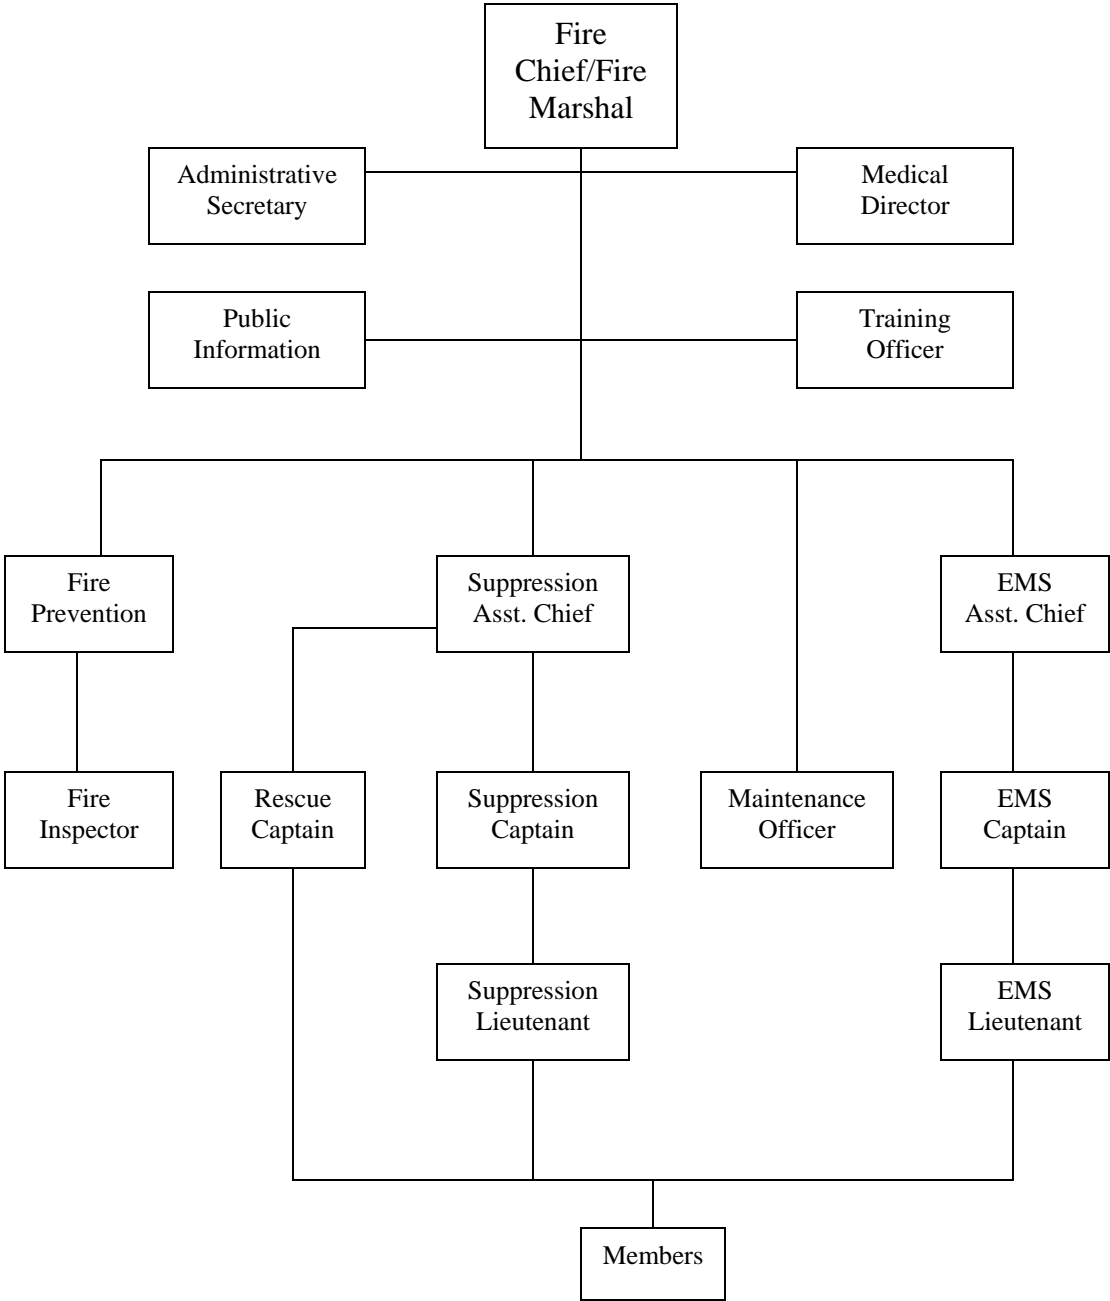 Fire
Chief/Fire
Marshal
Administrative
Secretary
Medical
Director
Public
Information
Training
Officer
Fire
Prevention
Suppression
Asst. Chief
EMS
Asst. Chief
Fire
Inspector
Rescue
Captain
Suppression
Captain
Maintenance
Officer
EMS
Captain
Suppression
Lieutenant
EMS
Lieutenant
Members